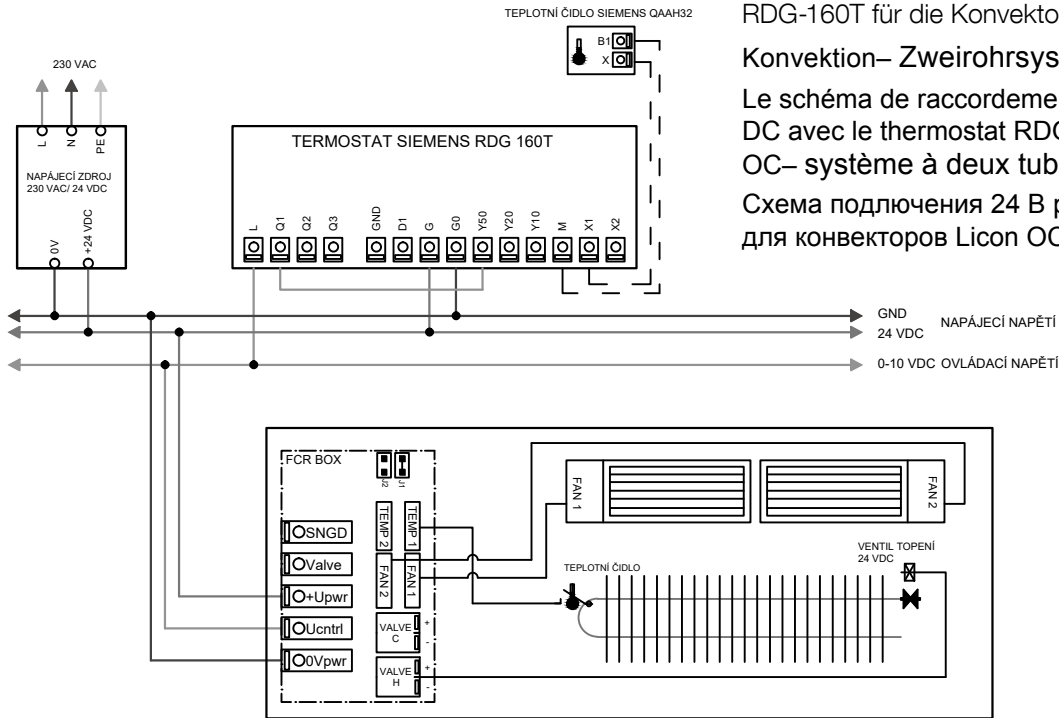 TEPLOTNÍ ČIDLO SIEMENS QAAH32
B1
X
RDG-160T für die Konvekto
Konvektion– Zweirohrsys
Le schéma de raccordeme
DC avec le thermostat RDG
OC– système à deux tub
Схема подлючения 24 В р
для конвекторов Licon OC
230 VAC
L
N
PE
NAPÁJECÍ ZDROJ
230 VAC/ 24 VDC
0V
+24 VDC
TERMOSTAT SIEMENS RDG 160T
L
Q1
Q2
Q3
GND
D1
G
G0
Y50
Y20
Y10
M
X1
X2
GND
24 VDC
NAPÁJECÍ NAPĚTÍ
0-10 VDC OVLÁDACÍ NAPĚTÍ
FCR BOX
J2
J1
TEMP 2
TEMP 1
FAN 2
FAN 1
SNGD
Valve
+Upwr
Ucntrl
0Vpwr
VALVE
C
+
-
VALVE
H
+
-
FAN 1
FAN 2
TEPLOTNÍ ČIDLO
VENTIL TOPENÍ
24 VDC